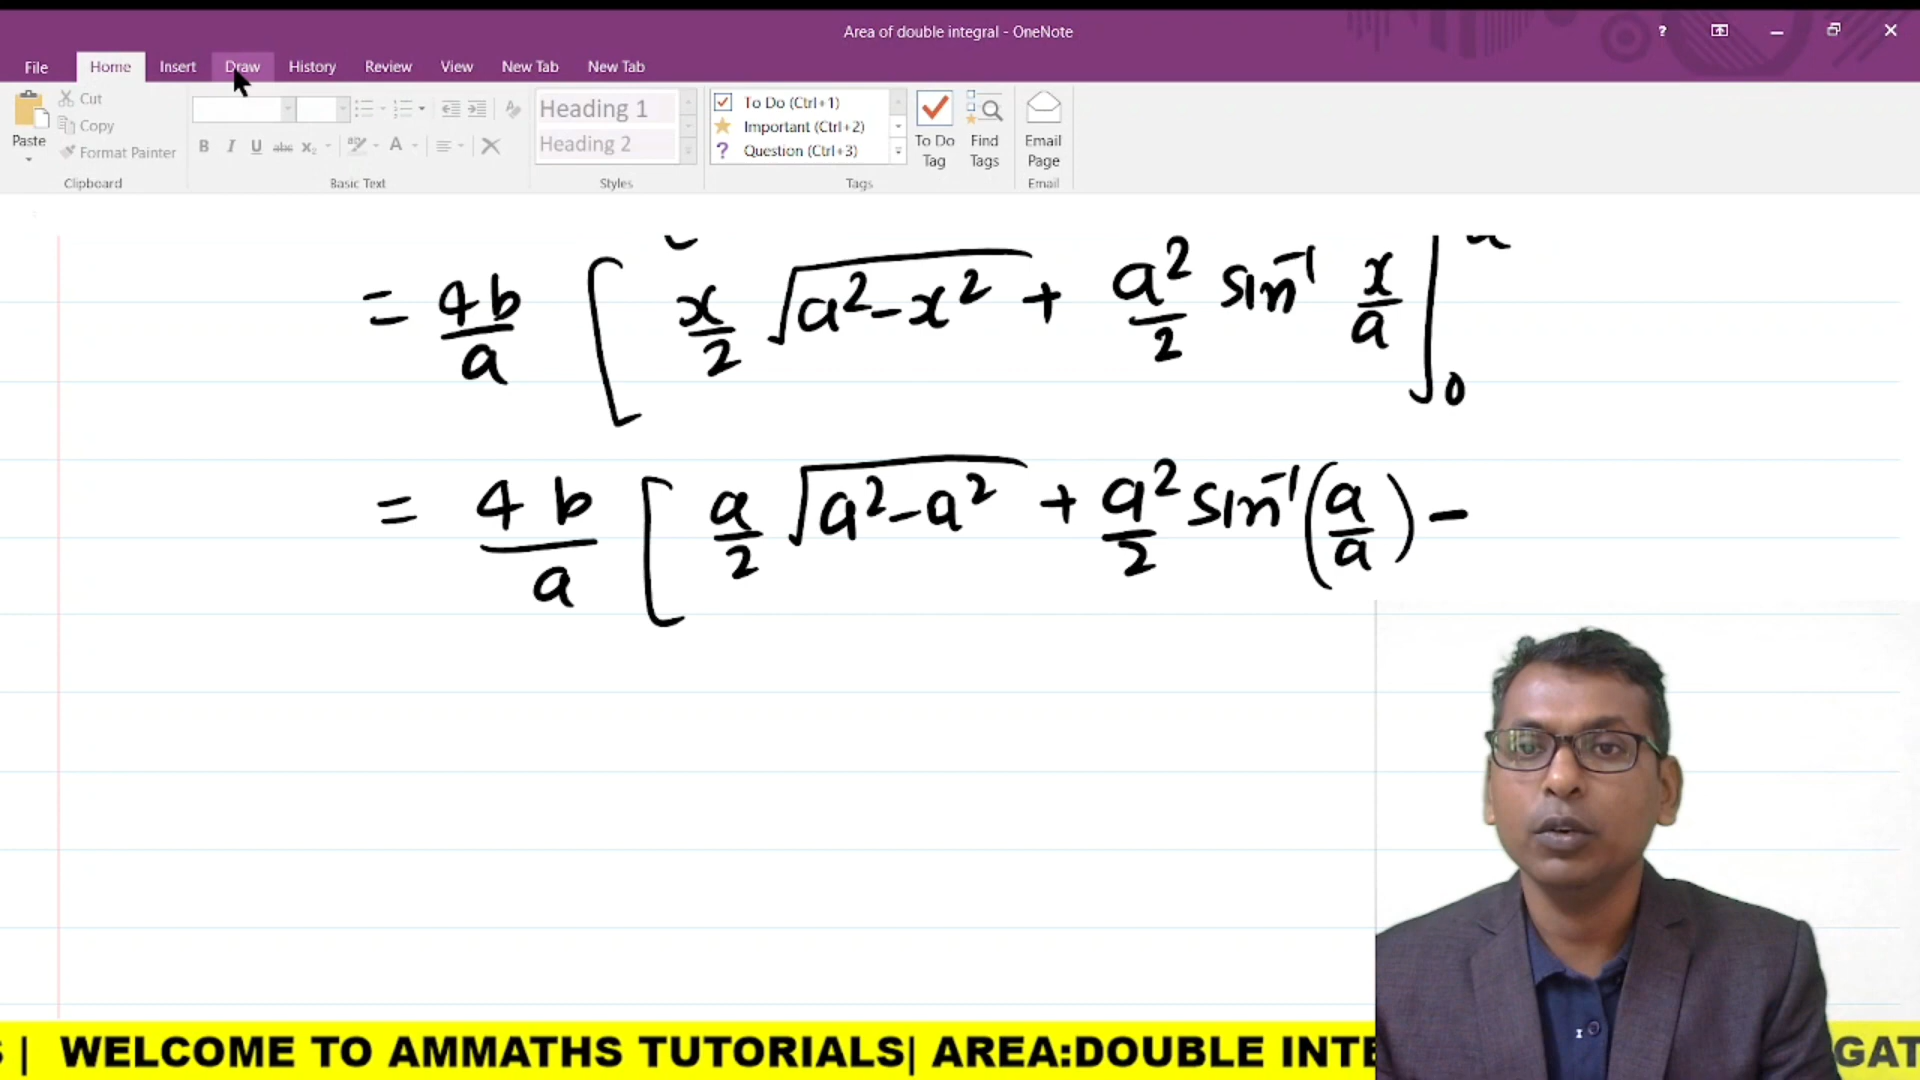 Area of double integral - OneNote
?
File Home Insert Draw History Review View New Tab New Tab
Paste
Cut
Copy
Format Painter
Clipboard
B I U abc x₂ A
Basic Text
Heading 1
Heading 2
Styles
To Do (Ctrl+1)
Important (Ctrl+2)
? Question (Ctrl+3)
Tags
To Do Tag
Find Tags
Email Page
Email
= 4b/a [ x/2 √(a²-x²) + a²/2 sin⁻¹ x/a ]₀
= 4b/a [ a/2 √(a²-a²) + a²/2 sin⁻¹(a/a) -
S | WELCOME TO AMMATHS TUTORIALS| AREA:DOUBLE INTE GAT